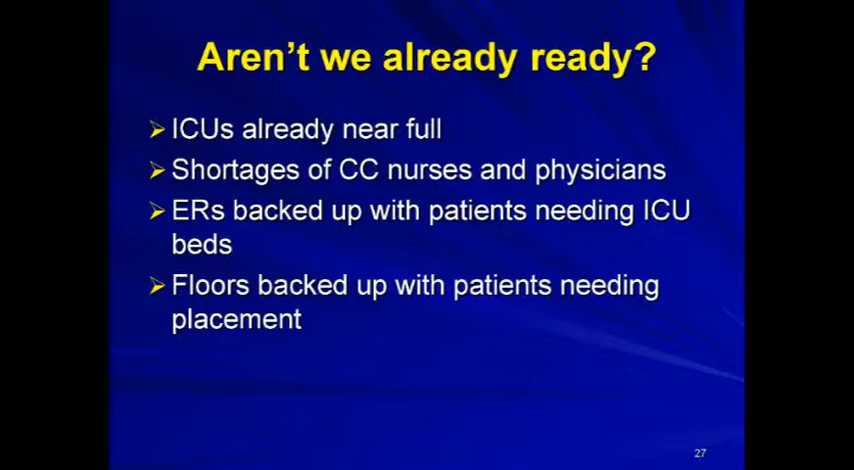 Aren't we already ready?
➢ ICUs already near full
➢ Shortages of CC nurses and physicians
➢ ERs backed up with patients needing ICU
beds
➢ Floors backed up with patients needing
placement
27